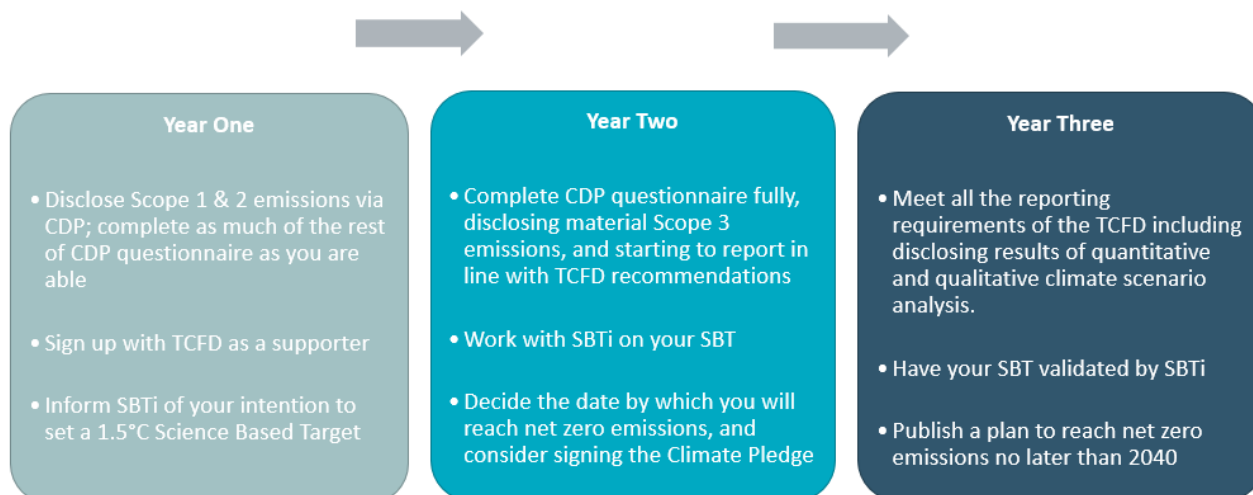 Year One
• Disclose Scope 1 & 2 emissions via
CDP; complete as much of the rest
of CDP questionnaire as you are
able
• Sign up with TCFD as a supporter
• Inform SBTi of your intention to
set a 1.5°C Science Based Target
Year Two
• Complete CDP questionnaire fully,
disclosing material Scope 3
emissions, and starting to report in
line with TCFD recommendations
• Work with SBTi on your SBT
• Decide the date by which you will
reach net zero emissions, and
consider signing the Climate Pledge
Year Three
• Meet all the reporting
requirements of the TCFD including
disclosing results of quantitative
and qualitative climate scenario
analysis.
• Have your SBT validated by SBTi
• Publish a plan to reach net zero
emissions no later than 2040